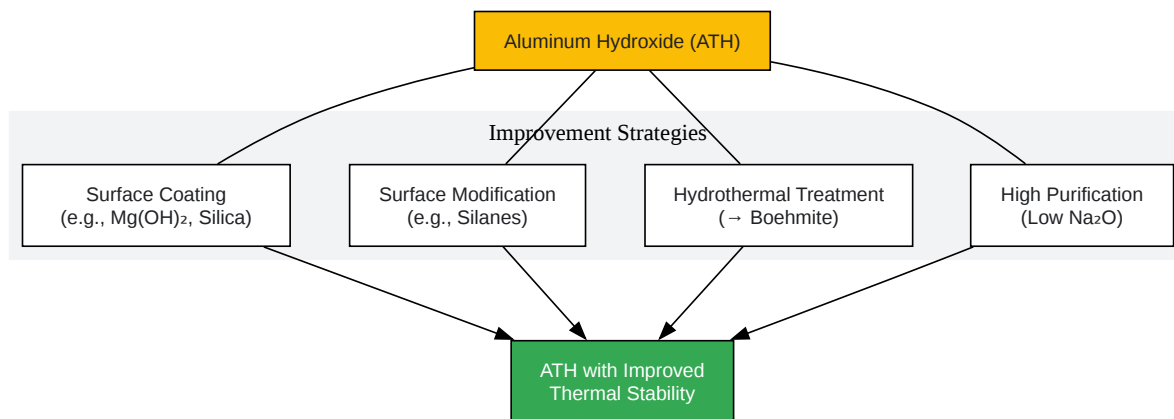 Aluminum Hydroxide (ATH)
Improvement Strategies
Surface Coating
(e.g., Mg(OH)₂, Silica)
Surface Modification
(e.g., Silanes)
Hydrothermal Treatment
(→ Boehmite)
High Purification
(Low Na₂O)
ATH with Improved
Thermal Stability